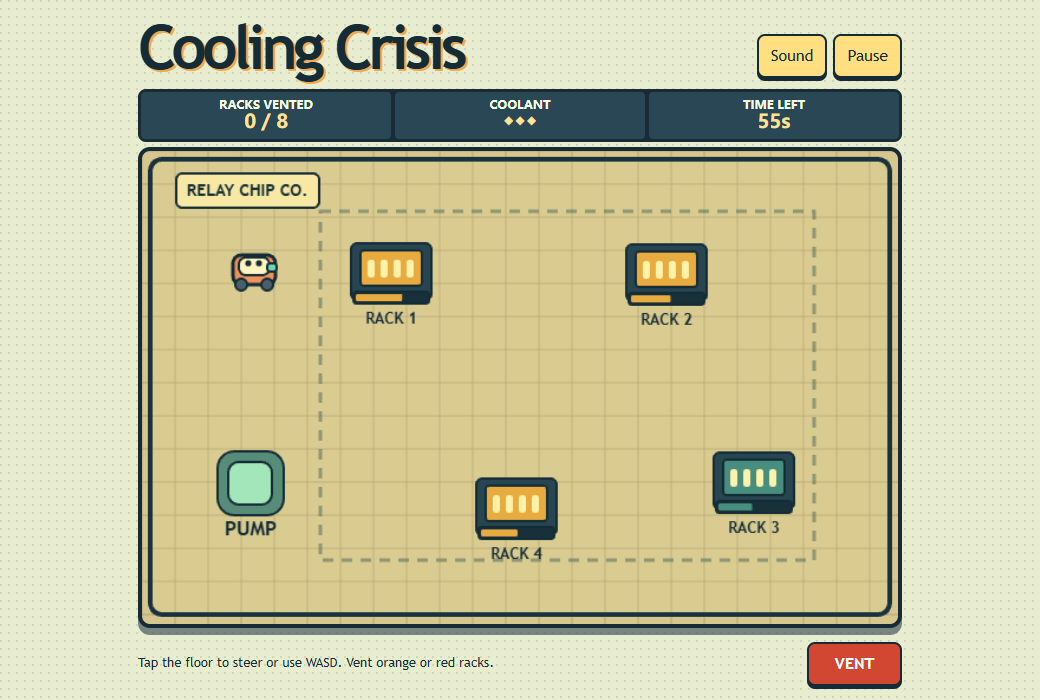 Cooling Crisis
Sound
Pause
RACKS VENTED
0 / 8
COOLANT
TIME LEFT
55s
RELAY CHIP CO.
RACK 1
RACK 2
PUMP
RACK 4
RACK 3
Tap the floor to steer or use WASD. Vent orange or red racks.
VENT